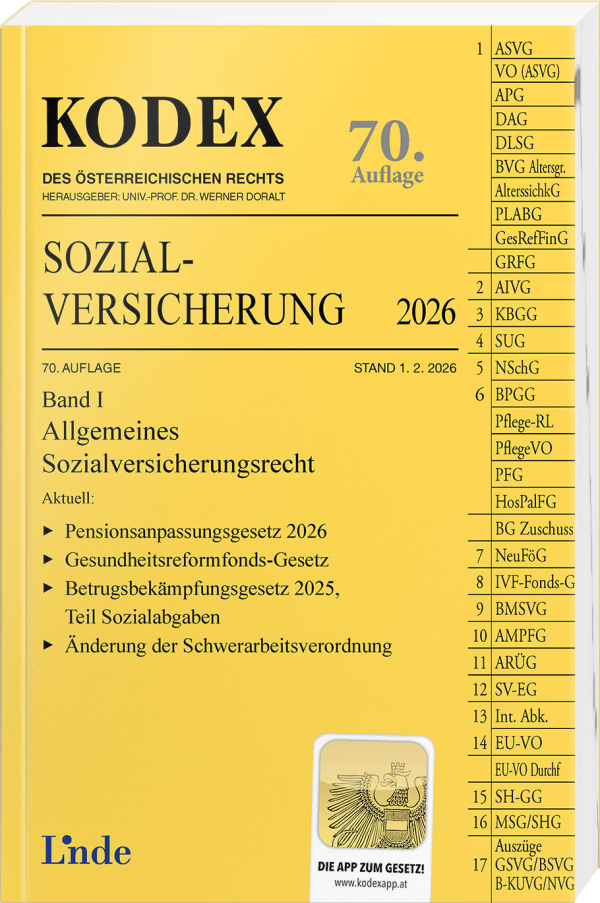 KODEX
DES ÖSTERREICHISCHEN RECHTS
HERAUSGEBER: UNIV.-PROF. DR. WERNER DORALT
70.
Auflage
SOZIAL-
VERSICHERUNG 2026
70. AUFLAGE STAND 1. 2. 2026
Band I
Allgemeines
Sozialversicherungsrecht
Aktuell:
► Pensionsanpassungsgesetz 2026
► Gesundheitsreformfonds-Gesetz
► Betrugsbekämpfungsgesetz 2025,
Teil Sozialabgaben
► Änderung der Schwerarbeitsverordnung
Linde
DIE APP ZUM GESETZ!
www.kodexapp.at
1 ASVG
VO (ASVG)
APG
DAG
DLSG
BVG Altersgr.
AlterssichkG
PLABG
GesRefFinG
GRFG
2 AlVG
3 KBGG
4 SUG
5 NSchG
6 BPGG
Pflege-RL
PflegeVO
PFG
HosPalFG
BG Zuschuss
7 NeuFöG
8 IVF-Fonds-G
9 BMSVG
10 AMPFG
11 ARÜG
12 SV-EG
13 Int. Abk.
14 EU-VO
EU-VO Durchf
15 SH-GG
16 MSG/SHG
17 Auszüge
GSVG/BSVG
B-KUVG/NVG